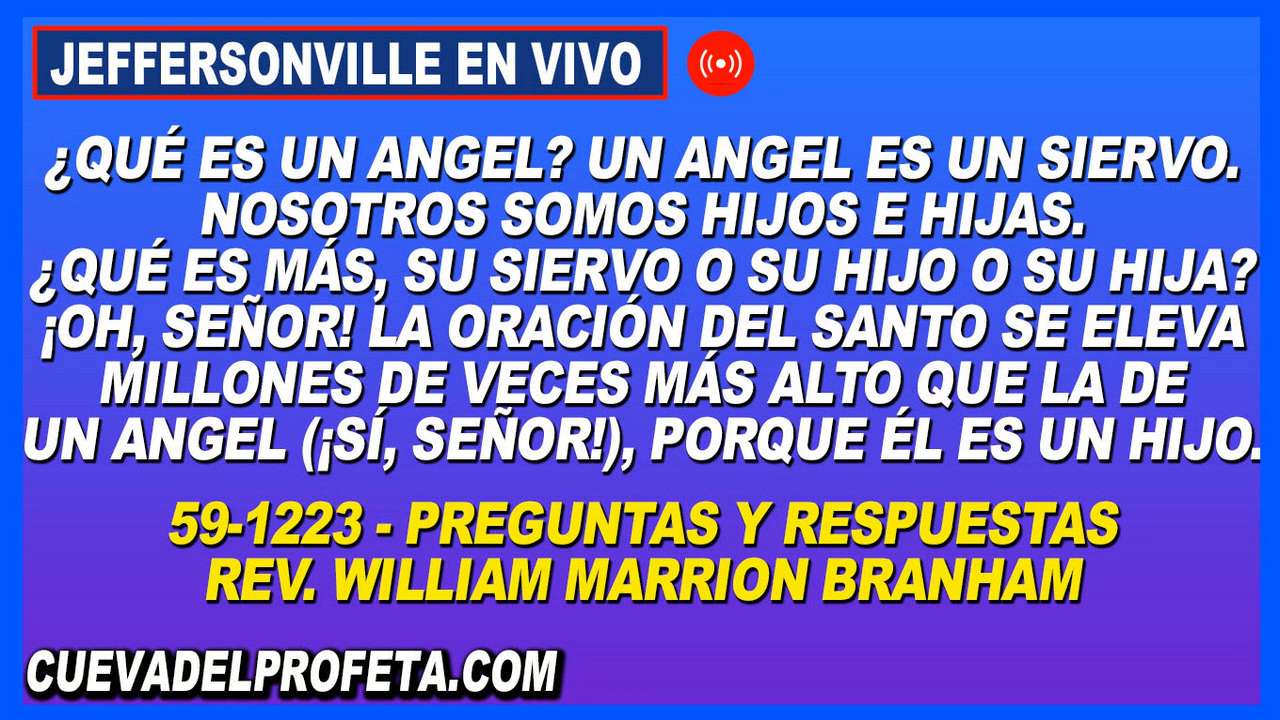 JEFFERSONVILLE EN VIVO
¿QUÉ ES UN ANGEL? UN ANGEL ES UN SIERVO.
NOSOTROS SOMOS HIJOS E HIJAS.
¿QUÉ ES MÁS, SU SIERVO O SU HIJO O SU HIJA?
¡OH, SEÑOR! LA ORACIÓN DEL SANTO SE ELEVA
MILLONES DE VECES MÁS ALTO QUE LA DE
UN ANGEL (¡SÍ, SEÑOR!), PORQUE ÉL ES UN HIJO.
59-1223 - PREGUNTAS Y RESPUESTAS
REV. WILLIAM MARRION BRANHAM
CUEVADELPROFETA.COM